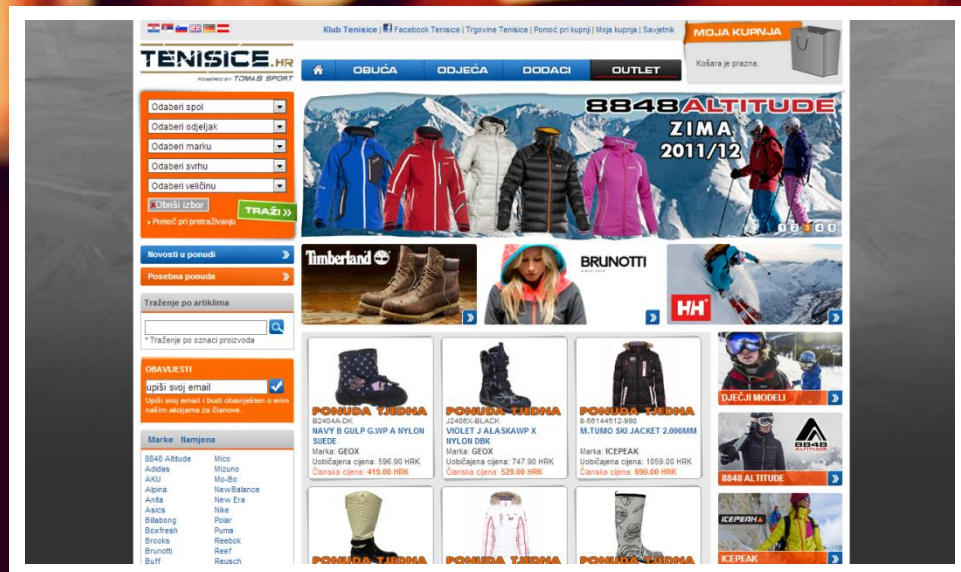 Klub Tenisice | Facebook Tenisice | Trgovine Tenisice | Pomoć pri kupnji | Moja kupnja | Savjetnik
MOJA KUPNJA
Košara je prazna.
TENISICE.HR
POWERED BY TOMAS SPORT
OBUĆA
ODJEĆA
DODACI
OUTLET
Odaberi spol
Odaberi odjeljak
Odaberi marku
Odaberi svrhu
Odaberi veličinu
Obriši izbor
TRAŽI »
Pomoć pri pretraživanju
8848 ALTITUDE
ZIMA
2011/12
1 2 3 4 5
Novosti u ponudi
Posebna ponuda
Timberland
BRUNOTTI
HH
Traženje po artiklima
* Traženje po oznaci proizvoda
OBAVIJESTI
upiši svoj email
Upiši svoj email i budi obaviješten o svim
našim akcijama za članove.
Marke Namjena
8848 Altitude Mico
Adidas Mizuno
AKU Mo-Bo
Alpina NewBalance
Anita New Era
Asics Nike
Billabong Polar
Boxfresh Puma
Brooks Reebok
Brunotti Reef
Buff Reusch
PONUDA TJEDNA
B2404A-DK
NAVY B GULP G.WP A NYLON
SUEDE
Marka: GEOX
Uobičajena cijena: 596.90 HRK
Članska cijena: 419.00 HRK
PONUDA TJEDNA
J2406X-BLACK
VIOLET J ALASKAWP X
NYLON DBK
Marka: GEOX
Uobičajena cijena: 747.90 HRK
Članska cijena: 529.00 HRK
PONUDA TJEDNA
8-56144512-990
M.TUMO SKI JACKET 2.000MM
Marka: ICEPEAK
Uobičajena cijena: 1059.00 HRK
Članska cijena: 690.00 HRK
PONUDA TJEDNA
PONUDA TJEDNA
PONUDA TJEDNA
DJEČJI MODELI
8848
ALTITUDE
8848 ALTITUDE
ICEPEAK
ICEPEAK